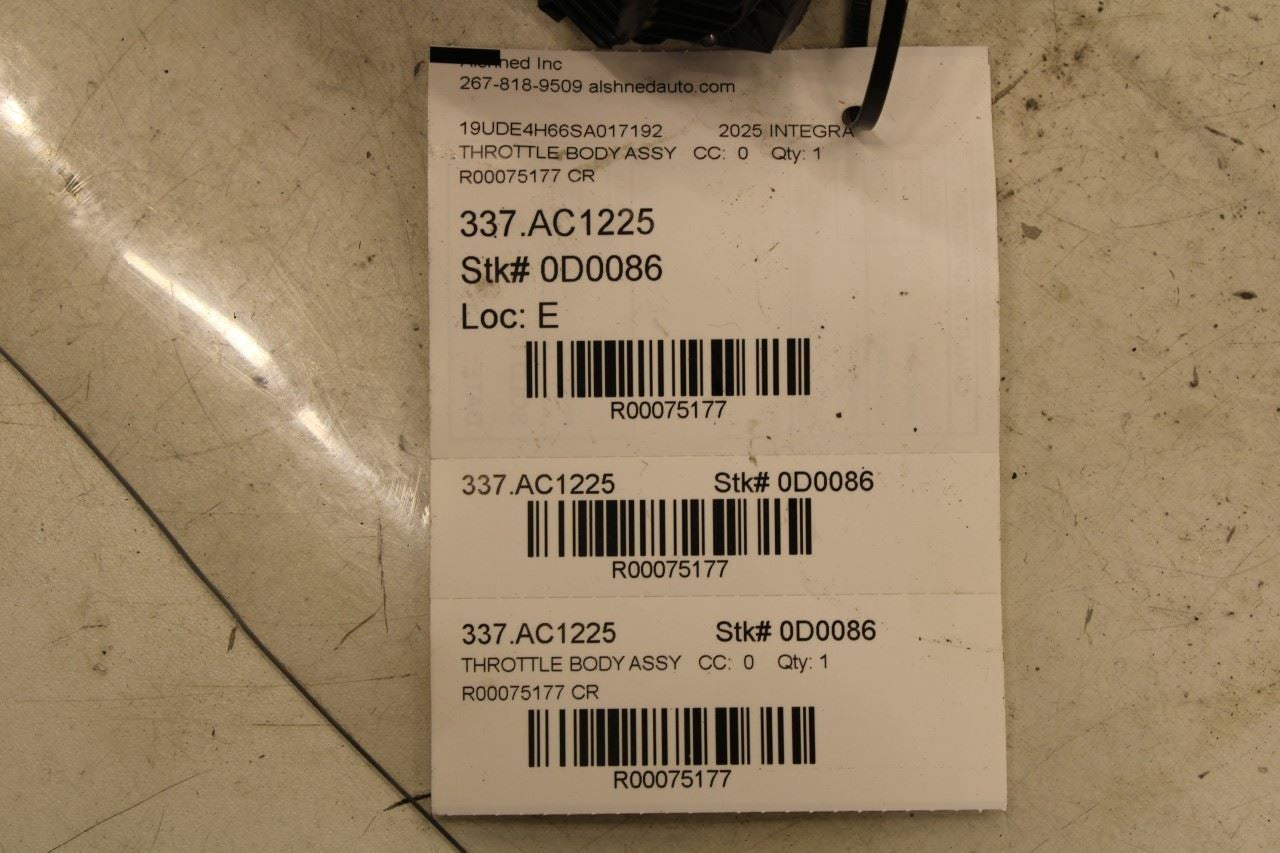 Alshned Inc
267-818-9509 alshnedauto.com
19UDE4H66SA017192 2025 INTEGRA
THROTTLE BODY ASSY CC: 0 Qty: 1
R00075177 CR
337.AC1225
Stk# 0D0086
Loc: E
R00075177
337.AC1225 Stk# 0D0086
R00075177
337.AC1225 Stk# 0D0086
THROTTLE BODY ASSY CC: 0 Qty: 1
R00075177 CR
R00075177